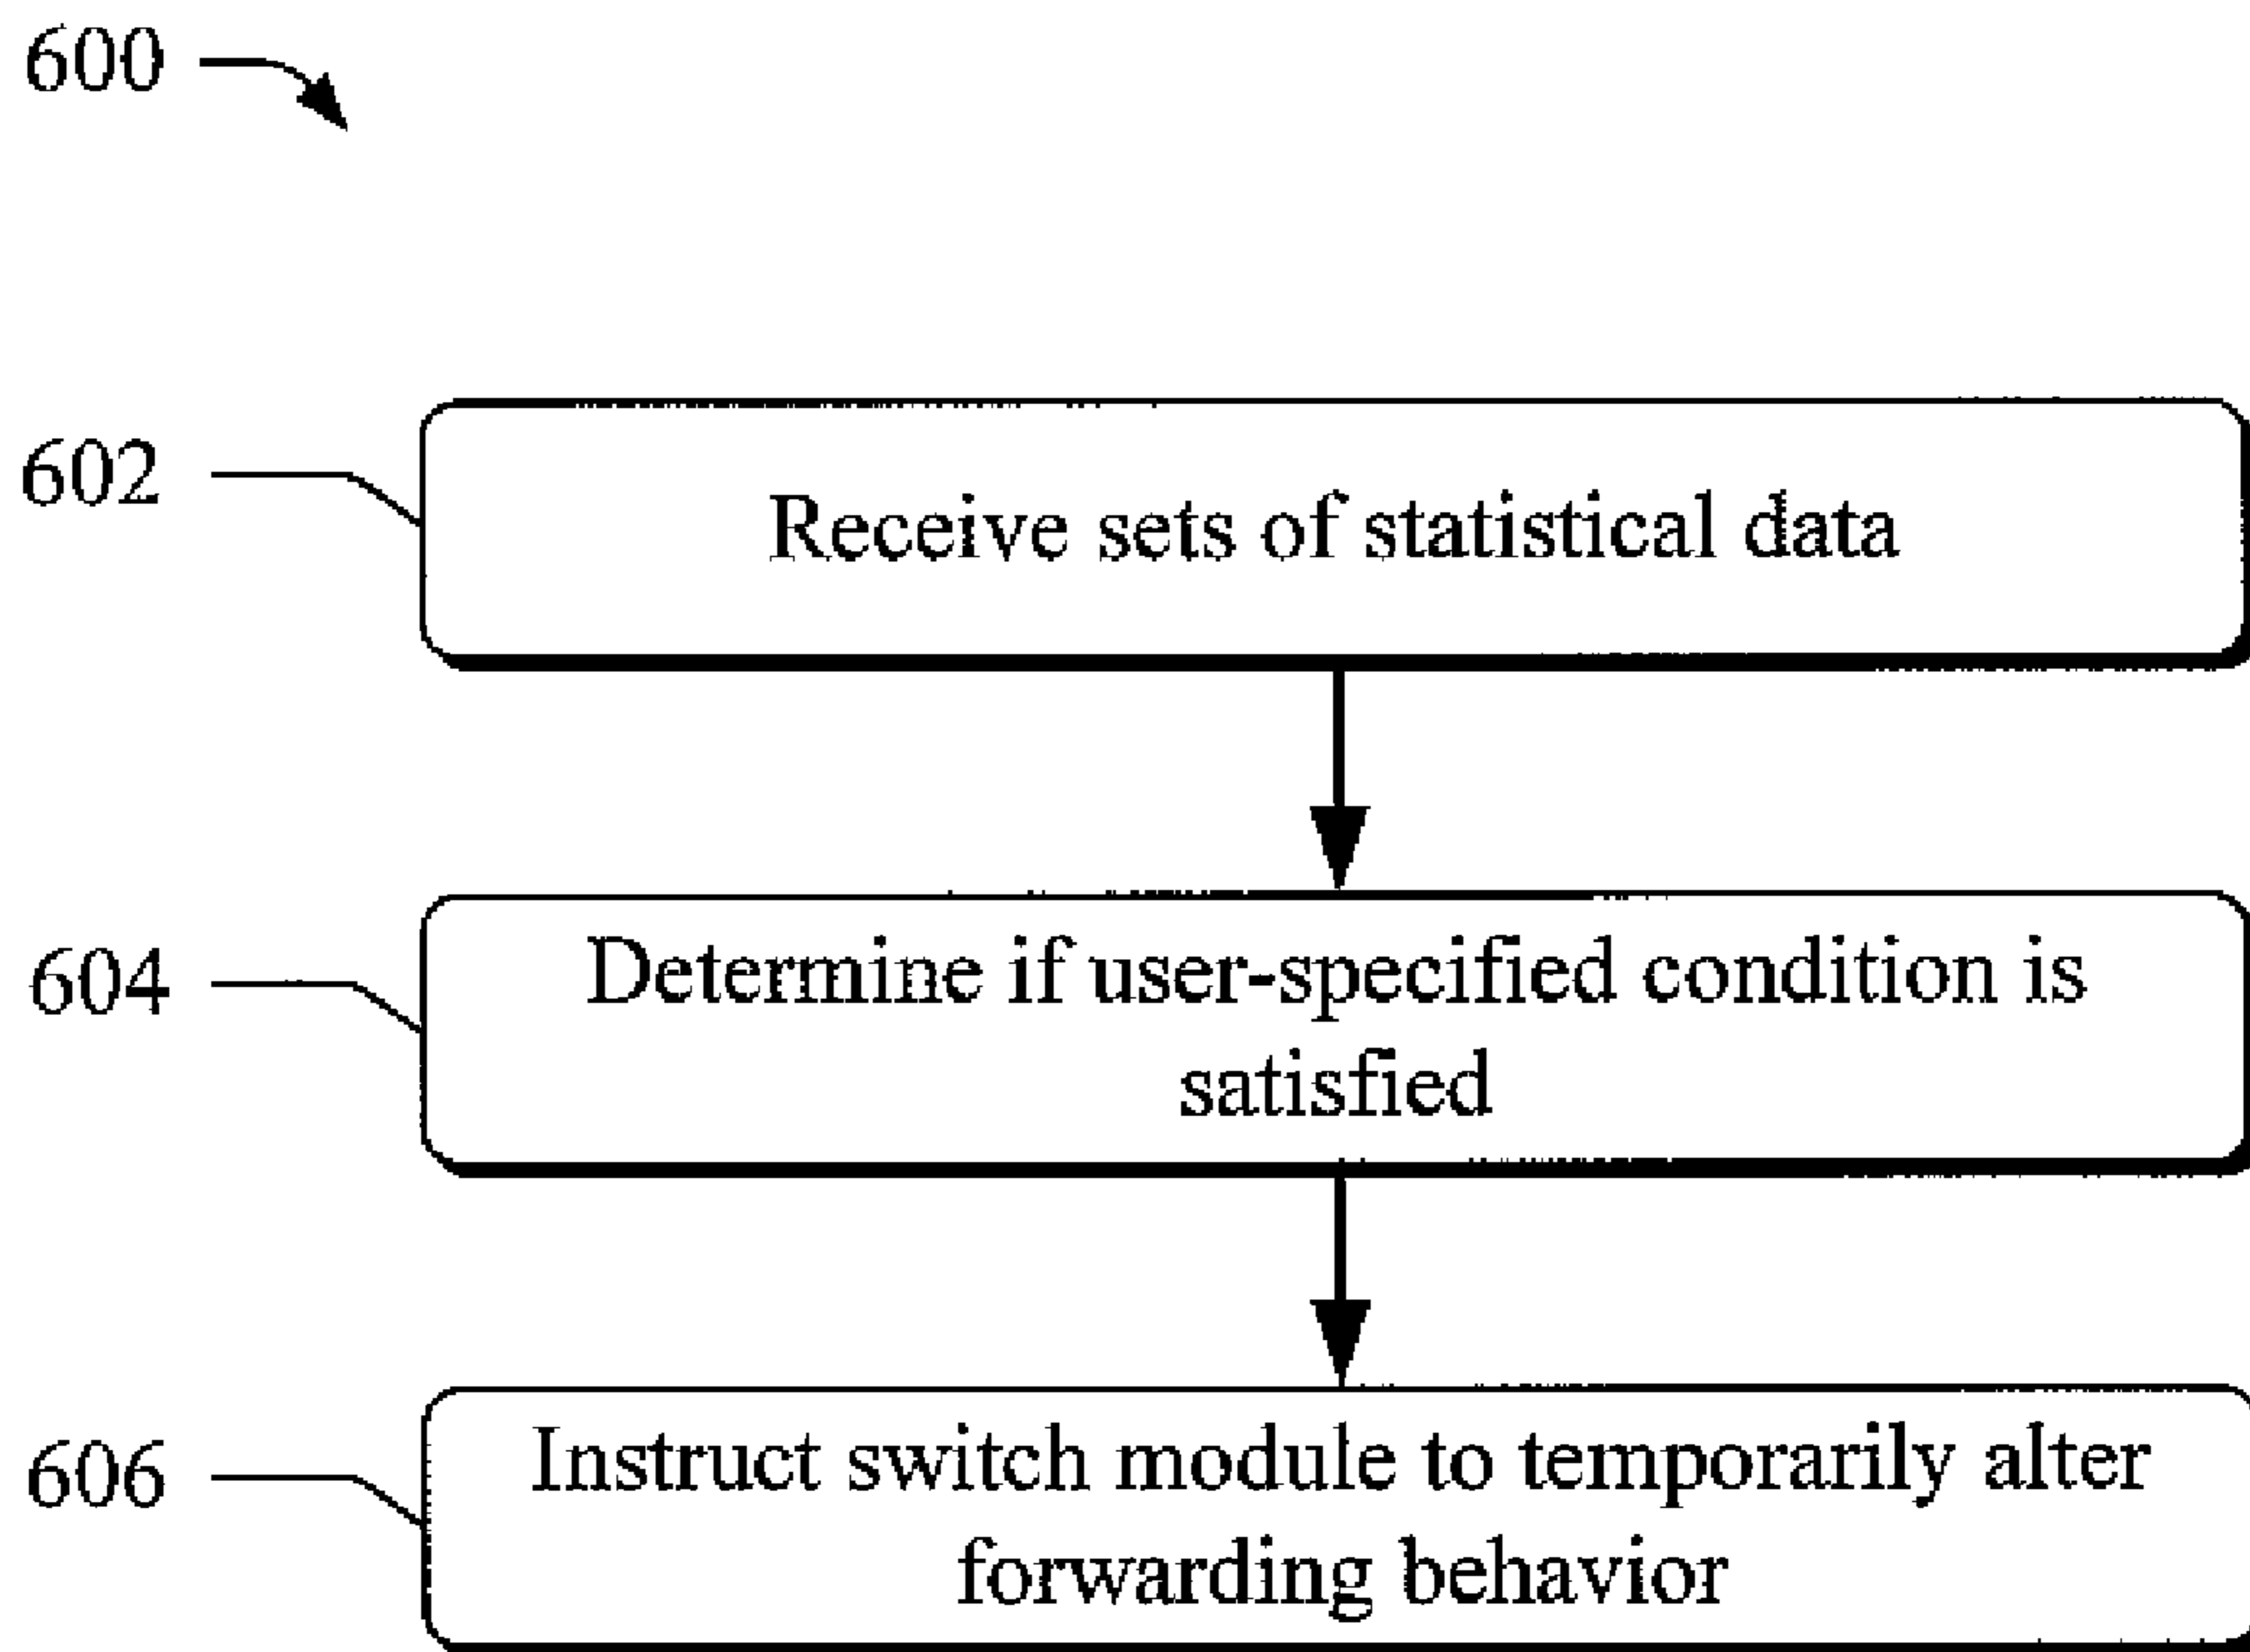 600
602
Receive sets of statistical data
604
Determine if user-specified condition is
satisfied
606
Instruct switch module to temporarily alter
forwarding behavior